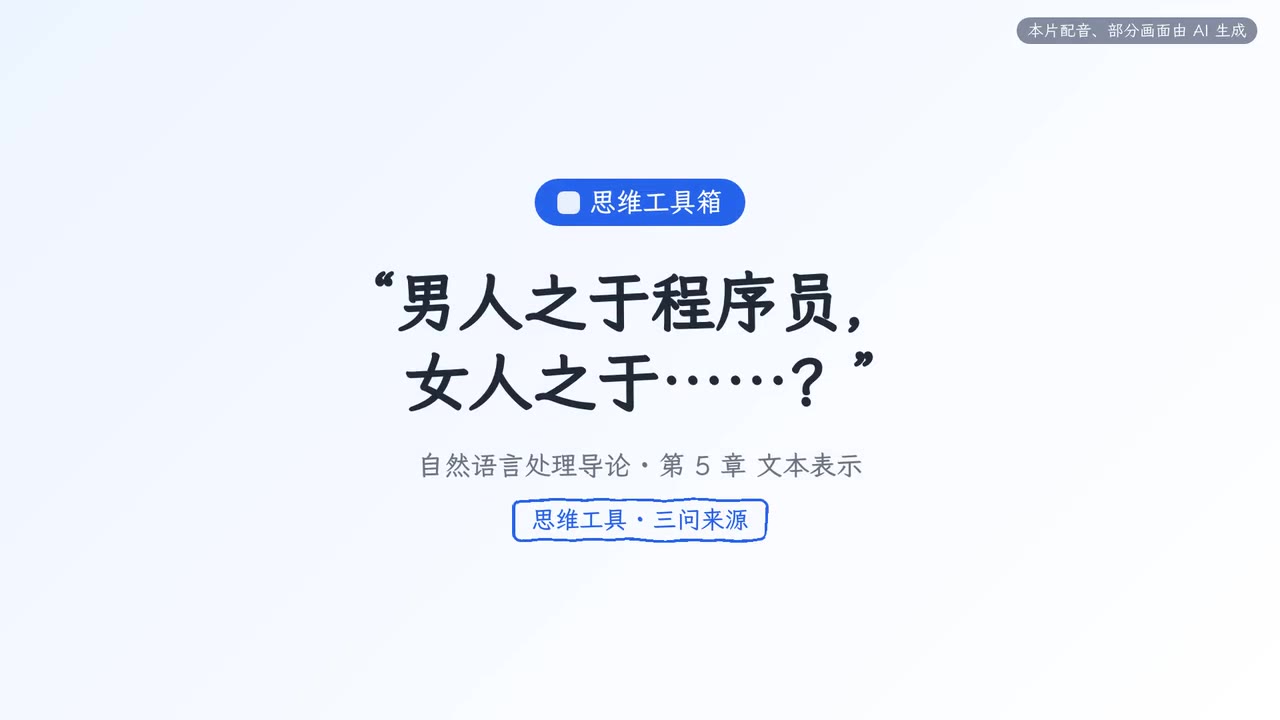 本片配音、部分画面由 AI 生成
思维工具箱
“男人之于程序员，
女人之于……？”
自然语言处理导论·第 5 章 文本表示
思维工具·三问来源